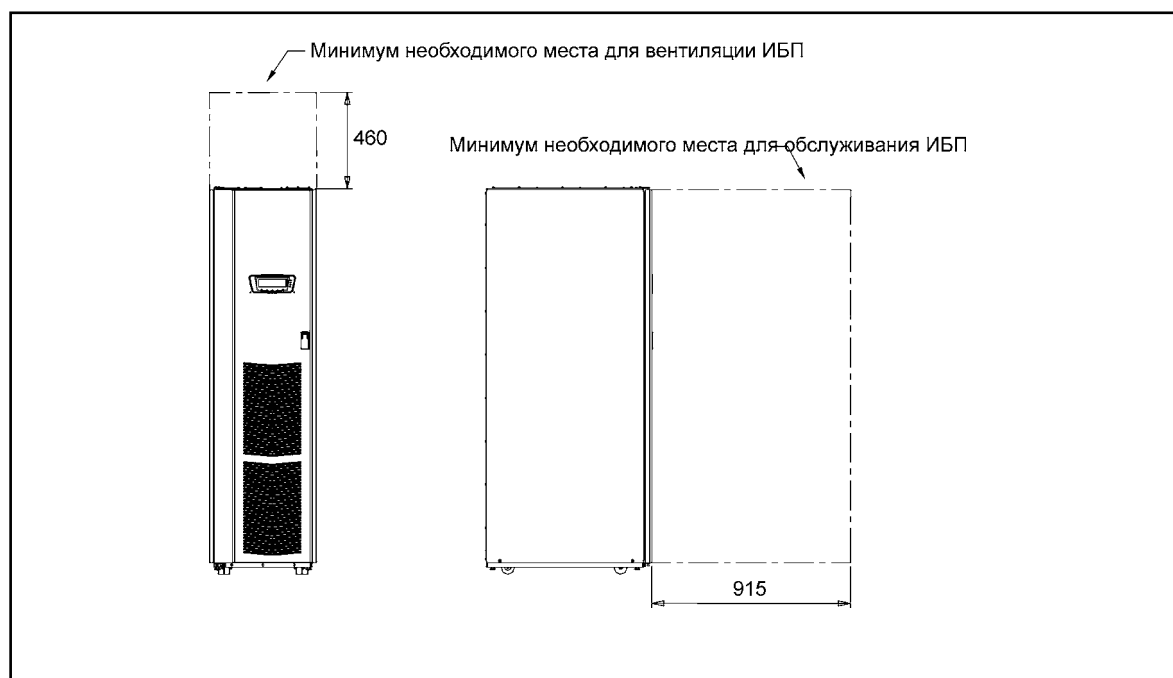 Минимум необходимого места для вентиляции ИБП
460
Минимум необходимого места для обслуживания ИБП
915